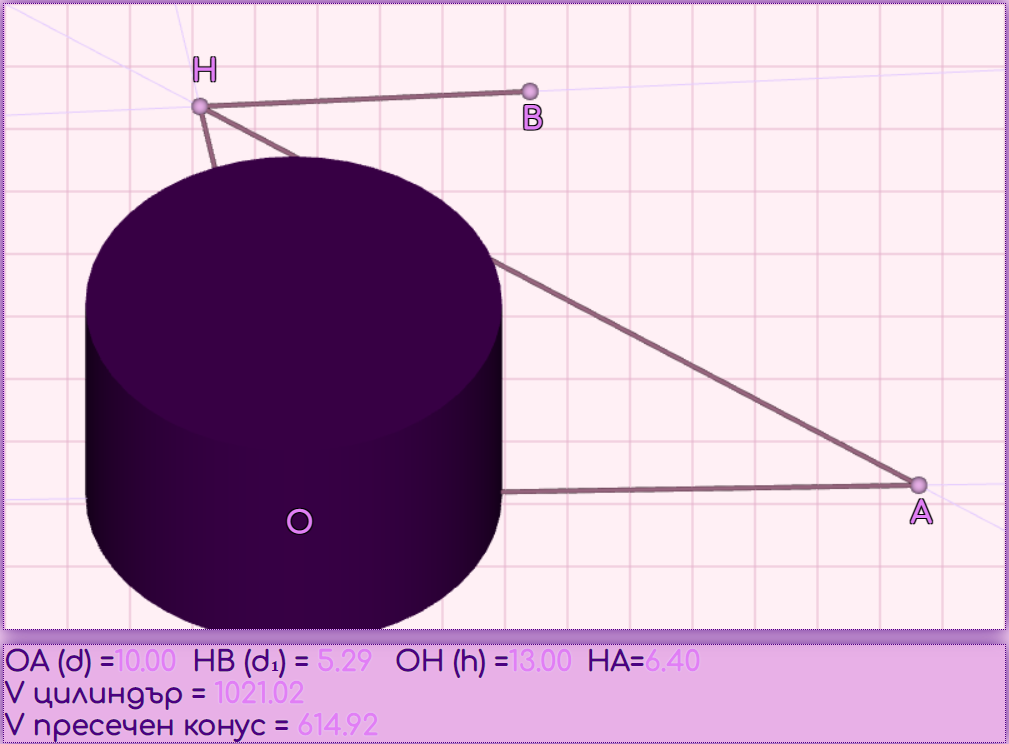 H
B
A
O
OA (d) =10.00 HB (d₁) = 5.29 OH (h) =13.00 HA=6.40
V цилиндър = 1021.02
V пресечен конус = 614.92